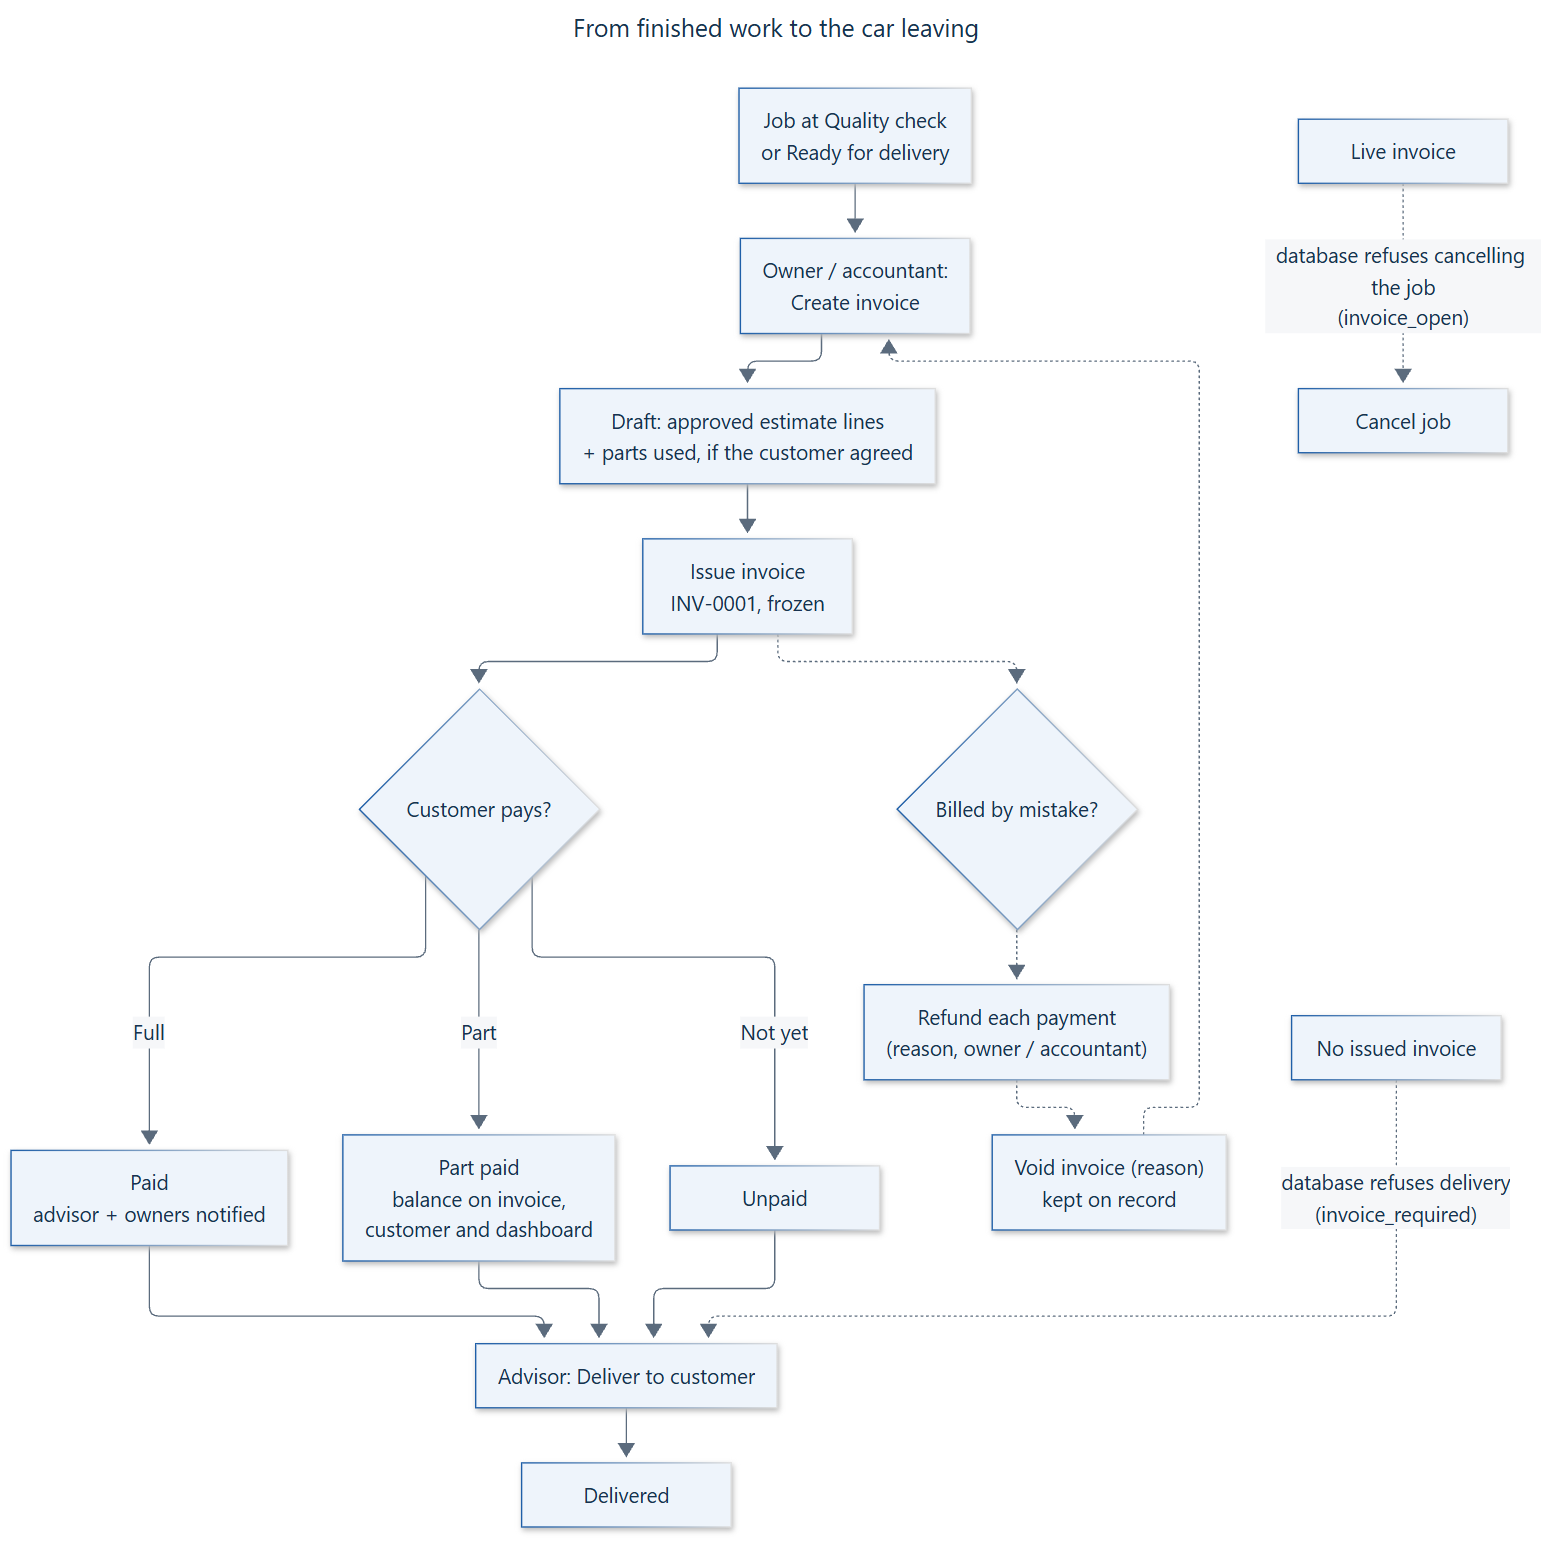 From finished work to the car leaving
Job at Quality check
or Ready for delivery
Live invoice
Owner / accountant:
Create invoice
database refuses cancelling
the job
(invoice_open)
Draft: approved estimate lines
+ parts used, if the customer agreed
Cancel job
Issue invoice
INV-0001, frozen
Customer pays?
Billed by mistake?
Full
Part
Not yet
Refund each payment
(reason, owner / accountant)
No issued invoice
Paid
advisor + owners notified
Part paid
balance on invoice,
customer and dashboard
Unpaid
Void invoice (reason)
kept on record
database refuses delivery
(invoice_required)
Advisor: Deliver to customer
Delivered